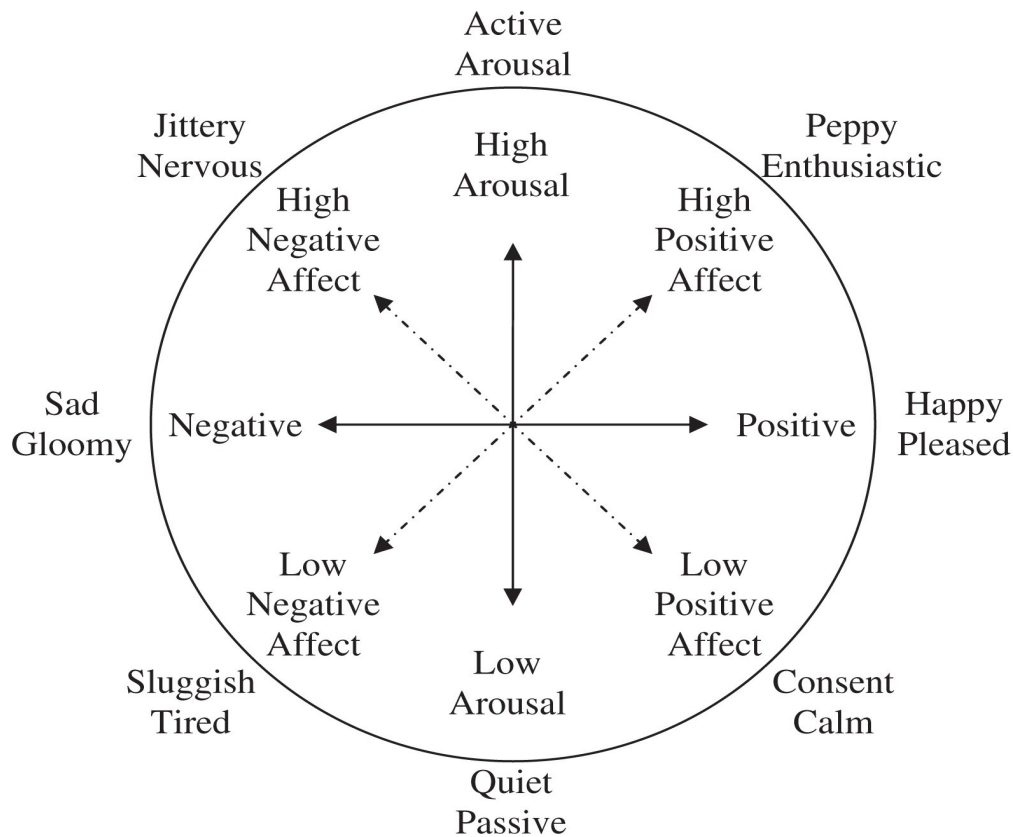 Active
Arousal
Jittery
Nervous
Peppy
Enthusiastic
High
Arousal
High
Negative
Affect
High
Positive
Affect
Sad
Gloomy
Negative
Positive
Happy
Pleased
Low
Negative
Affect
Low
Positive
Affect
Low
Arousal
Sluggish
Tired
Consent
Calm
Quiet
Passive